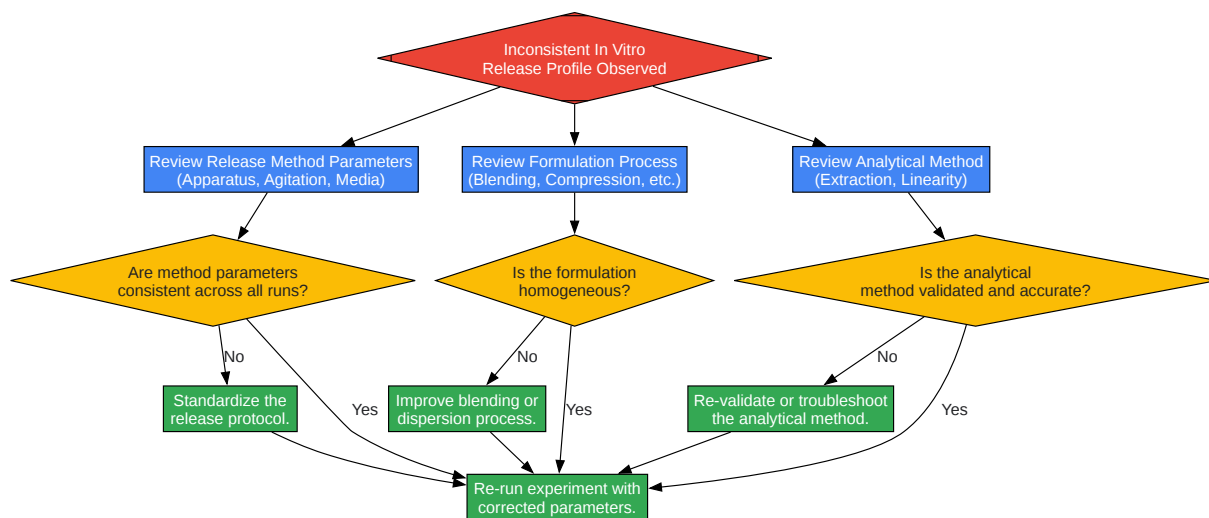 Inconsistent In Vitro
Release Profile Observed
Review Release Method Parameters
(Apparatus, Agitation, Media)
Review Formulation Process
(Blending, Compression, etc.)
Review Analytical Method
(Extraction, Linearity)
Are method parameters
consistent across all runs?
Is the formulation
homogeneous?
Is the analytical
method validated and accurate?
No
No
No
Standardize the
release protocol.
Yes
Improve blending or
dispersion process.
Yes
Re-validate or troubleshoot
the analytical method.
Yes
Re-run experiment with
corrected parameters.